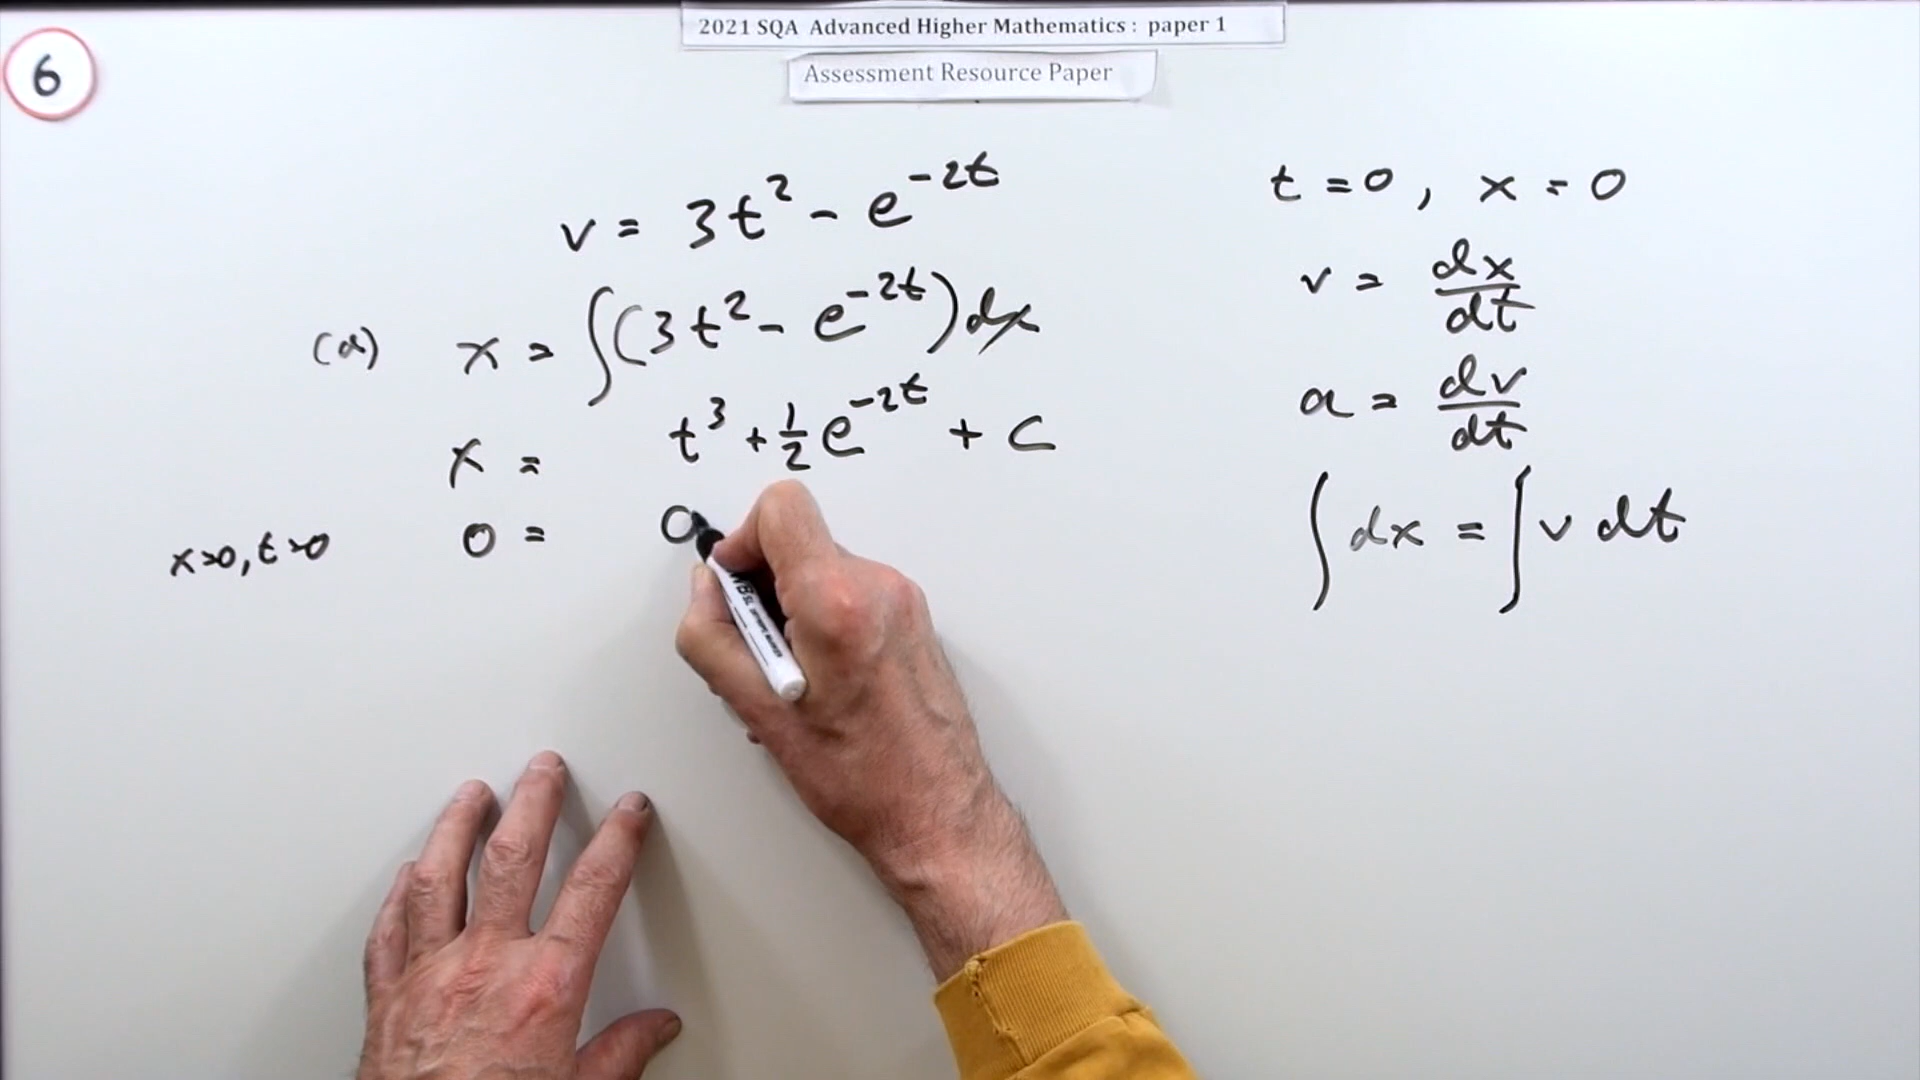 2021 SQA Advanced Higher Mathematics : paper 1
Assessment Resource Paper
6
v = 3t² - e⁻²ᵗ
(a) x = ∫(3t² - e⁻²ᵗ)dx
x = t³ + ½e⁻²ᵗ + c
x=0, t=0 0 = 0
t = 0, x = 0
v = dx/dt
a = dv/dt
∫dx = ∫v dt